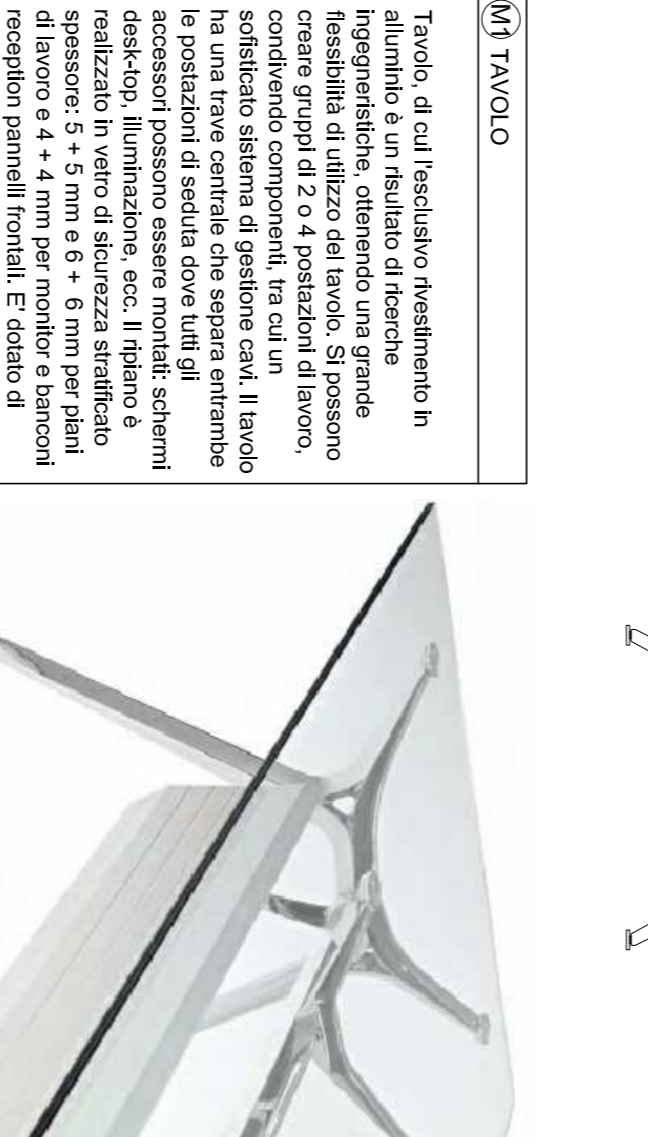 M1 TAVOLO
Tavolo, di cui l'esclusivo rivestimento in
alluminio è un risultato di ricerche
ingegneristiche, ottenendo una grande
flessibilità di utilizzo del tavolo. Si possono
creare gruppi di 2 o 4 postazioni di lavoro,
condividendo componenti, tra cui un
sofisticato sistema di gestione cavi. Il tavolo
ha una trave centrale che separa entrambe
le postazioni di seduta dove tutti gli
accessori possono essere montati: schermi
desk-top, illuminazione, ecc. Il ripiano è
realizzato in vetro di sicurezza stratificato
spessore: 5 + 5 mm e 6 + 6 mm per piani
di lavoro e 4 + 4 mm per monitor e banconi
reception pannelli frontali. E' dotato di